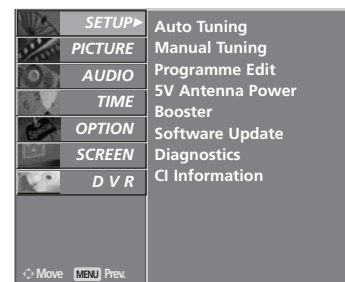 SETUP
PICTURE
AUDIO
TIME
OPTION
SCREEN
D V R
Auto Tuning
Manual Tuning
Programme Edit
5V Antenna Power
Booster
Software Update
Diagnostics
CI Information
Move MENU Prev.